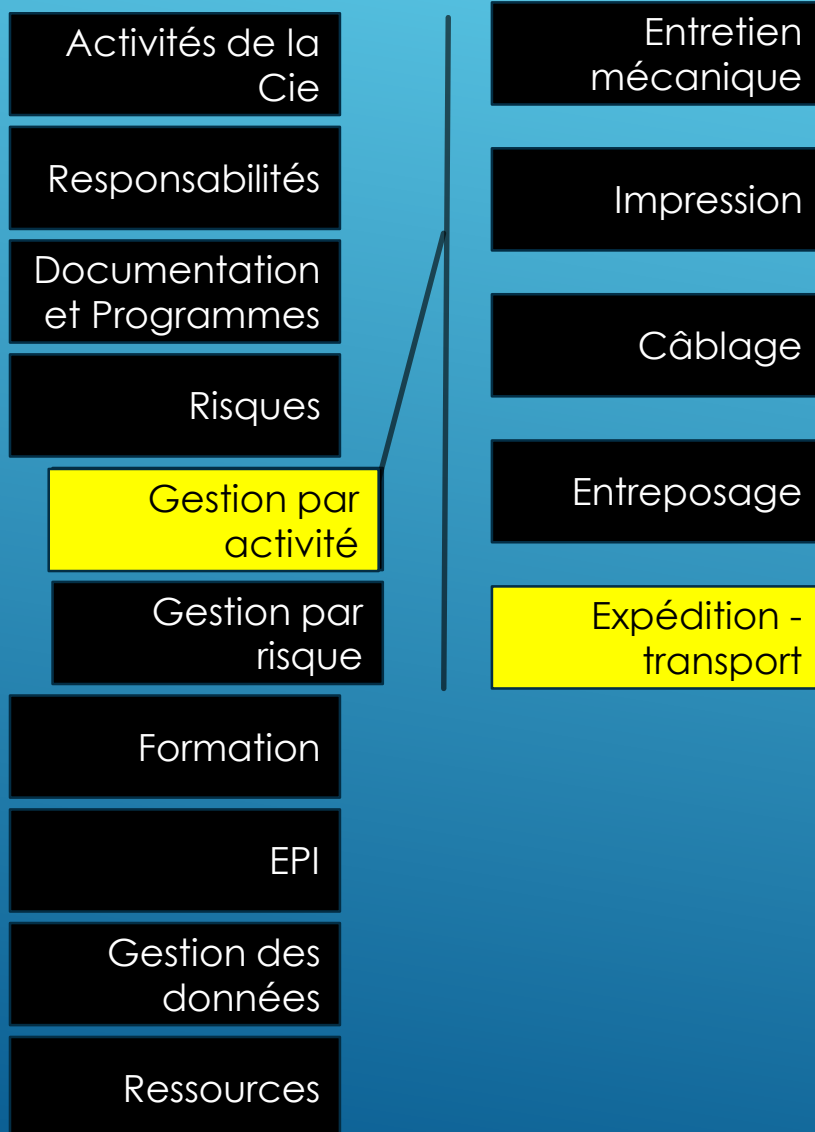 Activités de la
Cie
Responsabilités
Documentation
et Programmes
Risques
Gestion par
activité
Gestion par
risque
Formation
EPI
Gestion des
données
Ressources
Entretien
mécanique
Impression
Câblage
Entreposage
Expédition -
transport